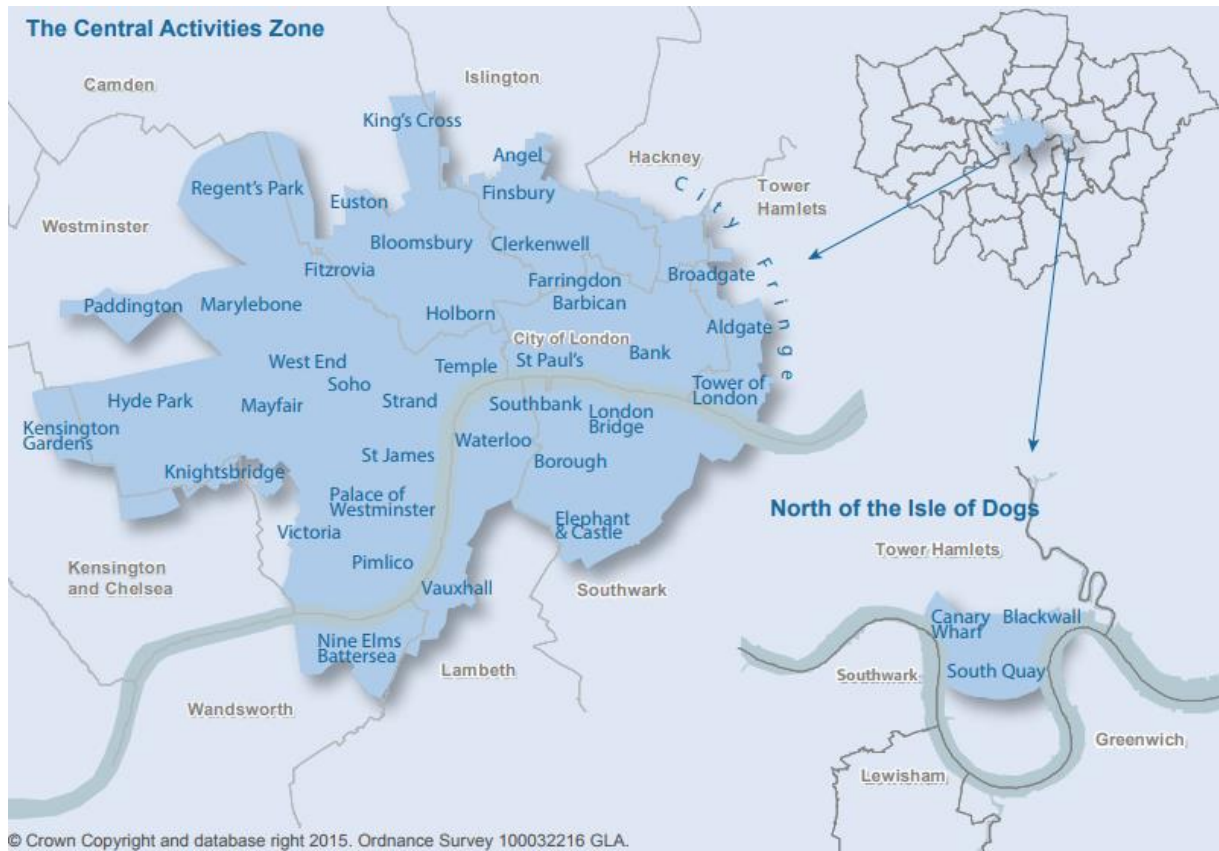 The Central Activities Zone
Camden
Islington
King's Cross
Angel
Hackney
Regent's Park
Euston
Finsbury
City Fringe
Tower
Hamlets
Westminster
Bloomsbury
Clerkenwell
Fitzrovia
Farringdon
Broadgate
Paddington
Marylebone
Holborn
Barbican
Aldgate
City of London
West End
Temple
St Paul's
Bank
Soho
Hyde Park
Mayfair
Strand
Southbank
London
Bridge
Tower of
London
Kensington
Gardens
Waterloo
St James
Borough
Knightsbridge
Palace of
Westminster
Victoria
Elephant
& Castle
Pimlico
Kensington
and Chelsea
Vauxhall
Southwark
Nine Elms
Battersea
Lambeth
Wandsworth
North of the Isle of Dogs
Tower Hamlets
Canary
Wharf
Blackwall
South Quay
Southwark
Greenwich
Lewisham
© Crown Copyright and database right 2015. Ordnance Survey 100032216 GLA.